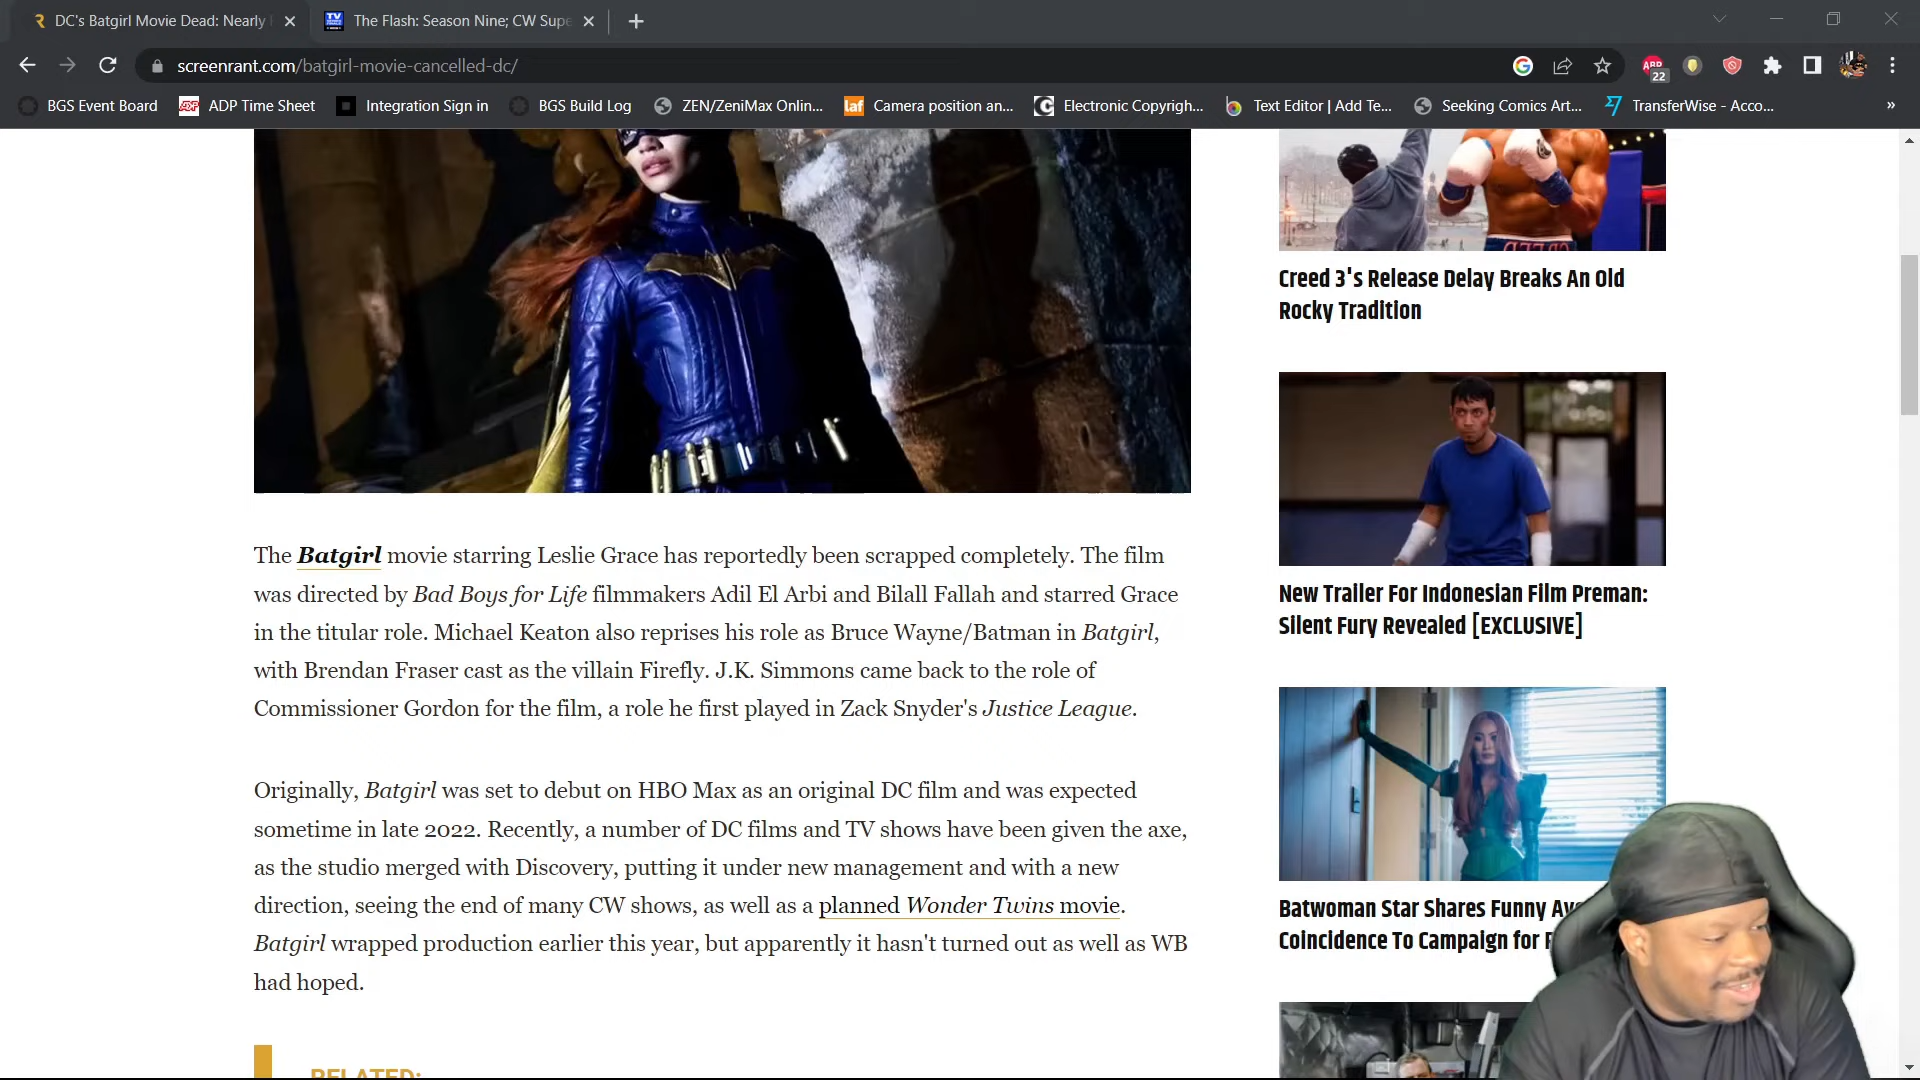 DC's Batgirl Movie Dead: Nearly
The Flash: Season Nine; CW Supe
screenrant.com/batgirl-movie-cancelled-dc/
ABP
22
BGS Event Board
ADP Time Sheet
Integration Sign in
BGS Build Log
ZEN/ZeniMax Onlin...
laf
Camera position an...
Electronic Copyrigh...
Text Editor | Add Te...
Seeking Comics Art...
TransferWise - Acco...
»
Creed 3's Release Delay Breaks An Old
Rocky Tradition
New Trailer For Indonesian Film Preman:
Silent Fury Revealed [EXCLUSIVE]
The Batgirl movie starring Leslie Grace has reportedly been scrapped completely. The film
was directed by Bad Boys for Life filmmakers Adil El Arbi and Bilall Fallah and starred Grace
in the titular role. Michael Keaton also reprises his role as Bruce Wayne/Batman in Batgirl,
with Brendan Fraser cast as the villain Firefly. J.K. Simmons came back to the role of
Commissioner Gordon for the film, a role he first played in Zack Snyder's Justice League.
Originally, Batgirl was set to debut on HBO Max as an original DC film and was expected
sometime in late 2022. Recently, a number of DC films and TV shows have been given the axe,
as the studio merged with Discovery, putting it under new management and with a new
direction, seeing the end of many CW shows, as well as a planned Wonder Twins movie.
Batgirl wrapped production earlier this year, but apparently it hasn't turned out as well as WB
had hoped.
Batwoman Star Shares Funny
Coincidence To Campaign for
RELATED: